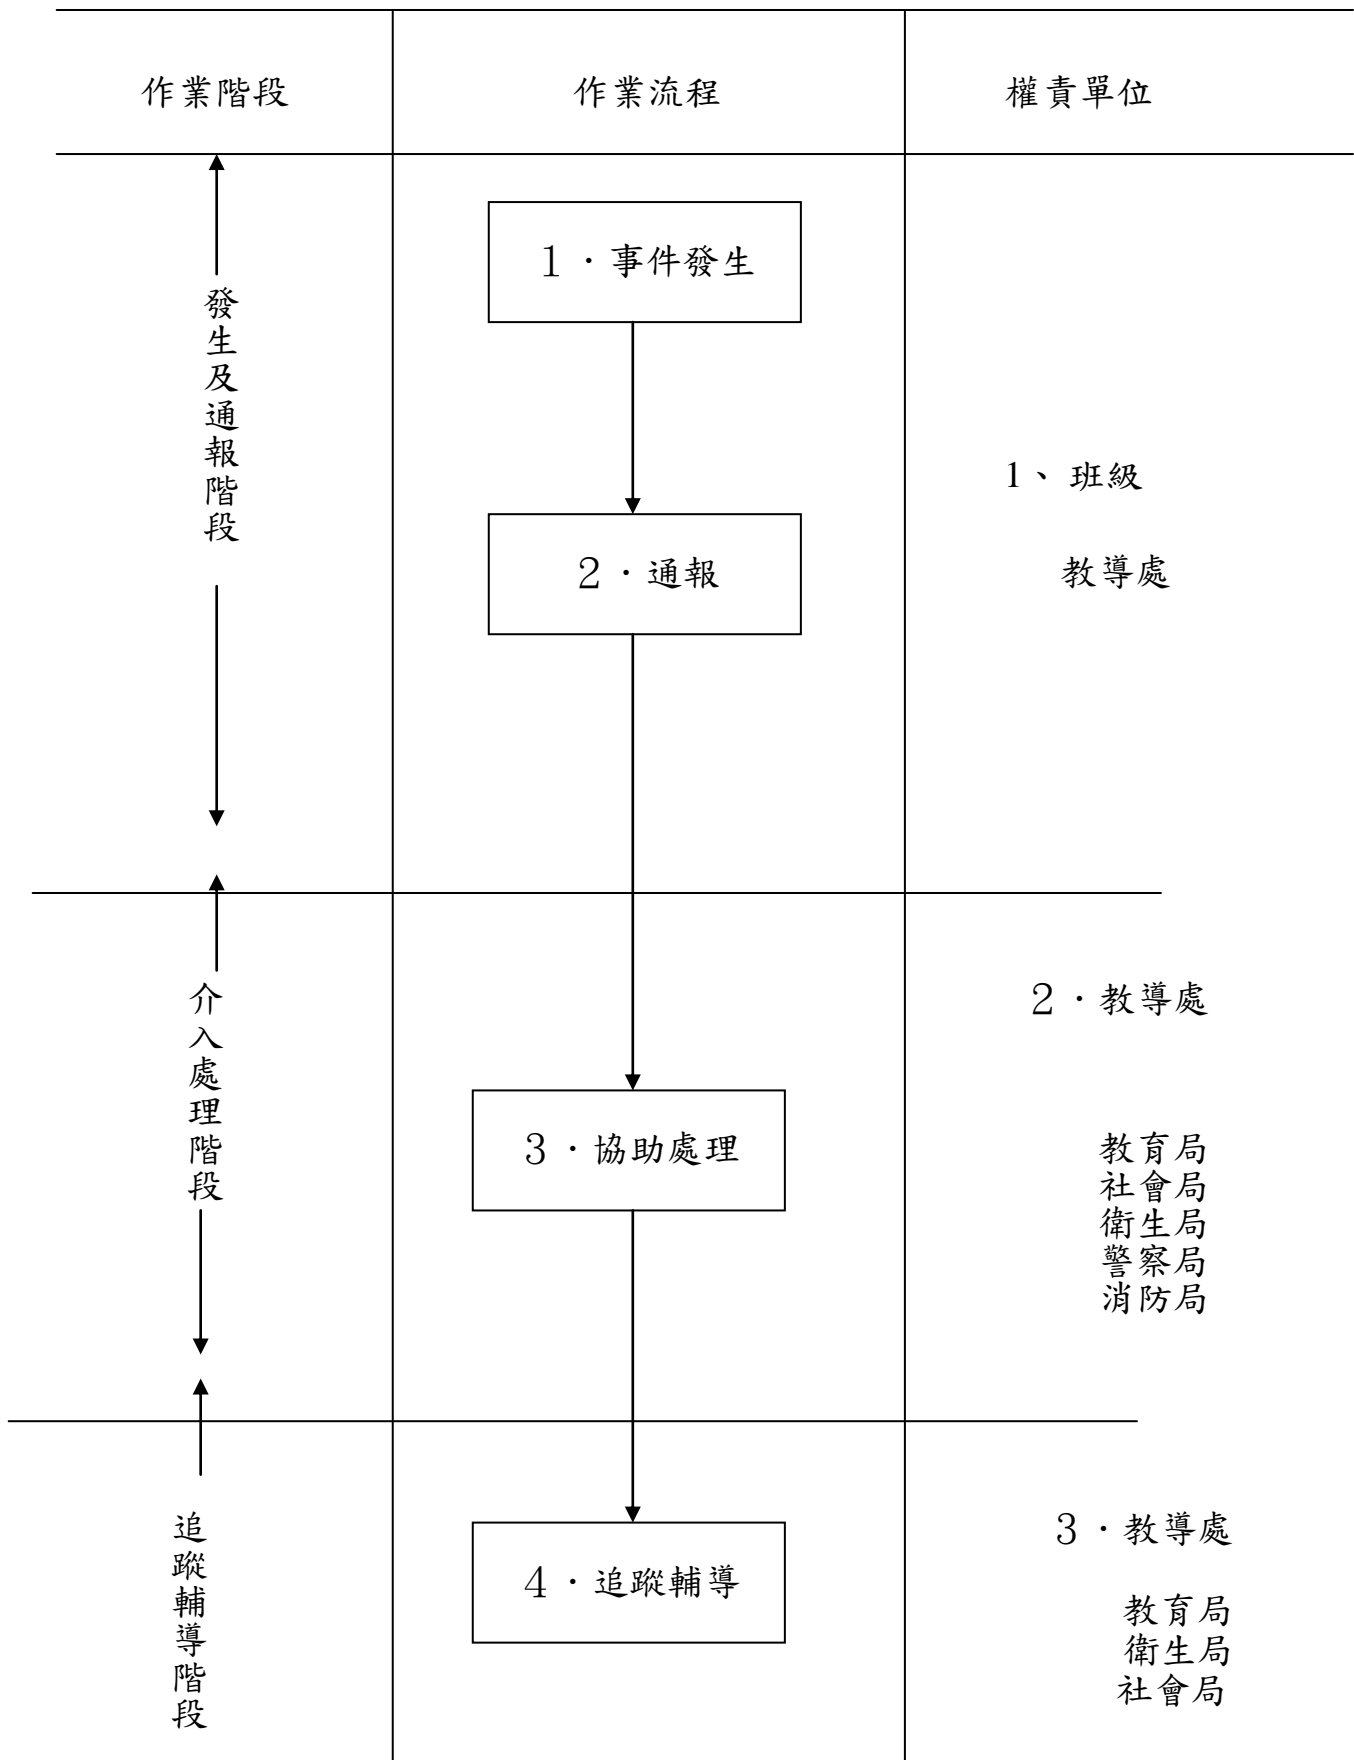 作業階段
作業流程
權責單位
發生及通報階段
1．事件發生
2．通報
1、 班級
教導處
介入處理階段
3．協助處理
2．教導處
教育局
社會局
衛生局
警察局
消防局
追蹤輔導階段
4．追蹤輔導
3．教導處
教育局
衛生局
社會局